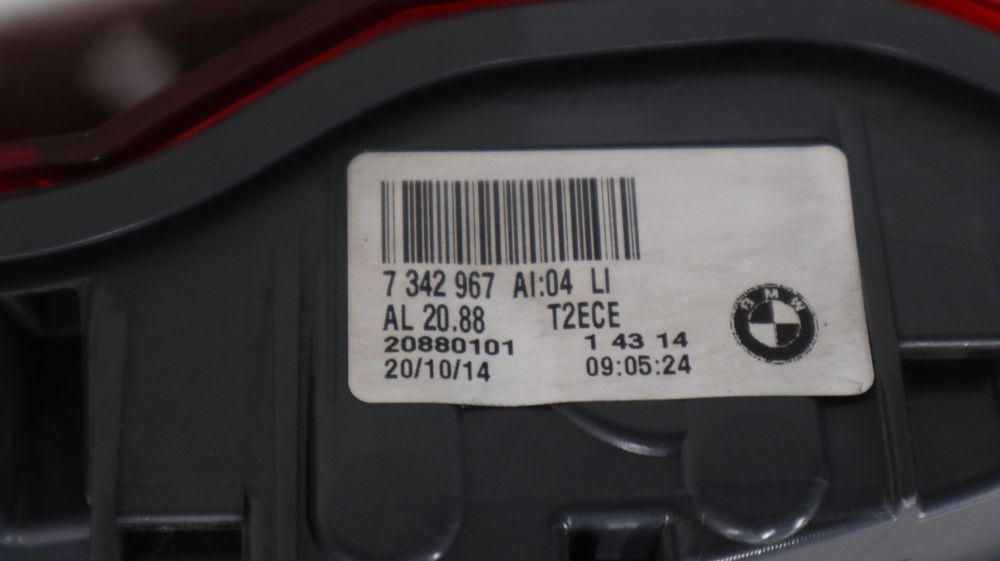 7 342 967 AI:04 LI
AL 20.88 T2ECE
20880101 1 43 14
20/10/14 09:05:24
BMW